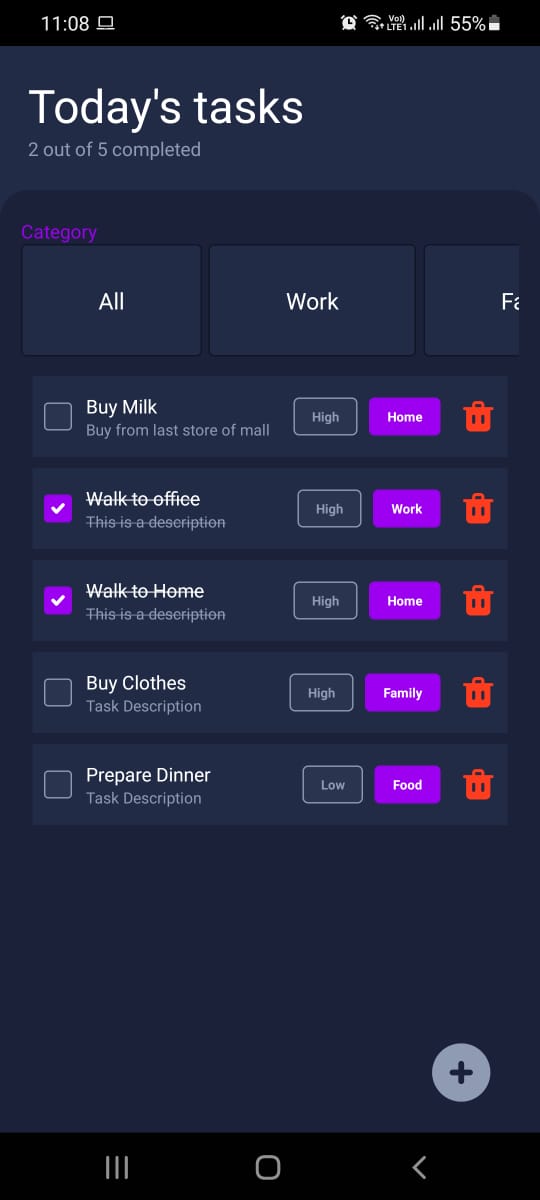 11:08
Vo)) LTE1 55%
Today's tasks
2 out of 5 completed
Category
All Work Fa
Buy Milk
Buy from last store of mall
High Home
Walk to office
This is a description
High Work
Walk to Home
This is a description
High Home
Buy Clothes
Task Description
High Family
Prepare Dinner
Task Description
Low Food